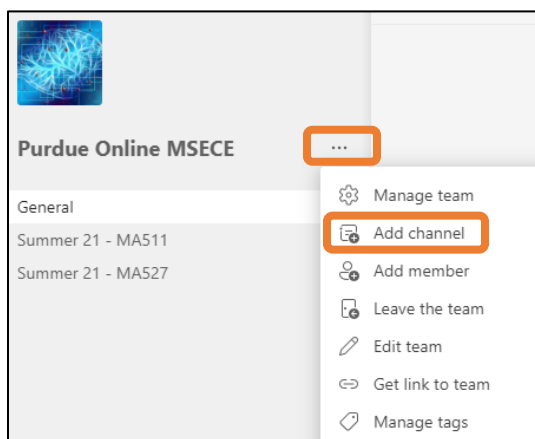 Purdue Online MSECE
...
General
Summer 21 - MA511
Summer 21 - MA527
Manage team
Add channel
Add member
Leave the team
Edit team
Get link to team
Manage tags